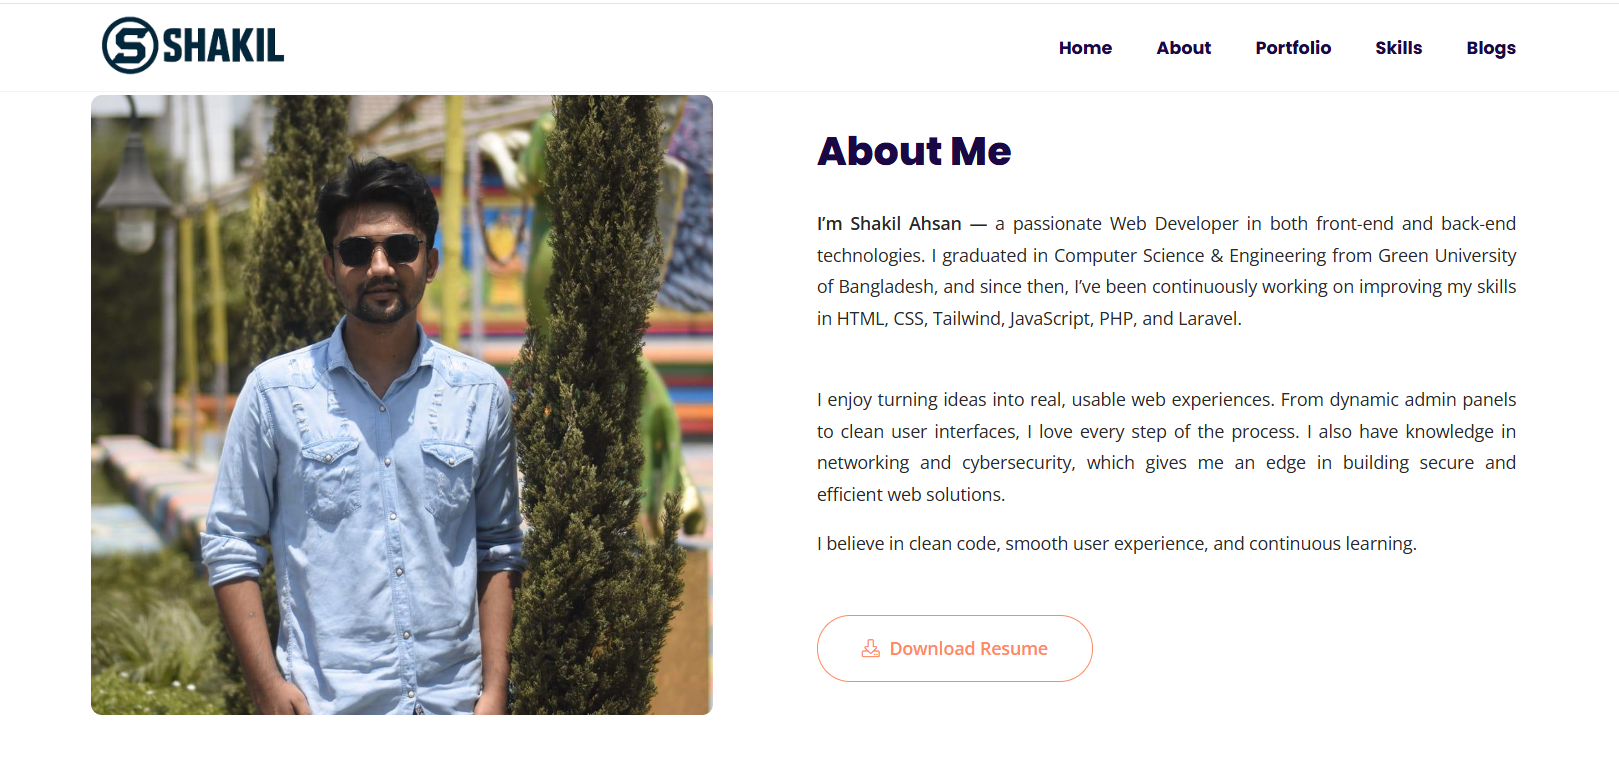 SHAKIL
Home About Portfolio Skills Blogs
About Me
I’m Shakil Ahsan — a passionate Web Developer in both front-end and back-end
technologies. I graduated in Computer Science & Engineering from Green University
of Bangladesh, and since then, I’ve been continuously working on improving my skills
in HTML, CSS, Tailwind, JavaScript, PHP, and Laravel.
I enjoy turning ideas into real, usable web experiences. From dynamic admin panels
to clean user interfaces, I love every step of the process. I also have knowledge in
networking and cybersecurity, which gives me an edge in building secure and
efficient web solutions.
I believe in clean code, smooth user experience, and continuous learning.
Download Resume